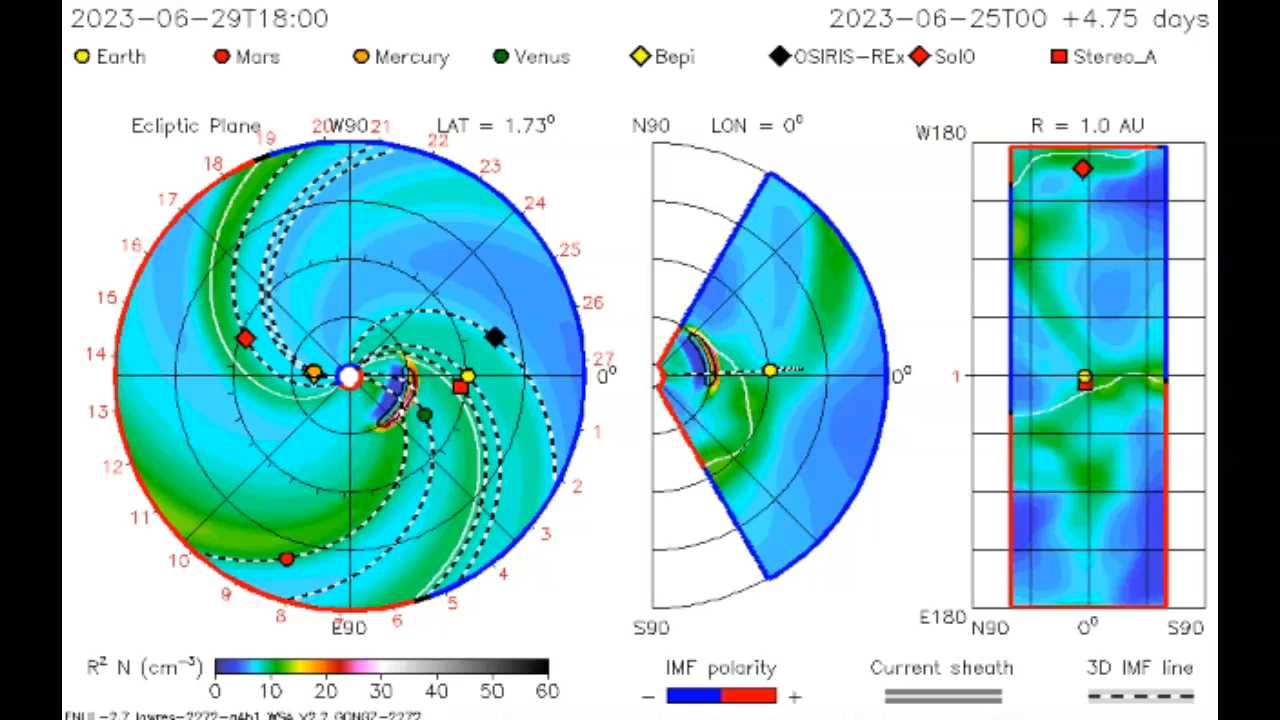 2023-06-29T18:00 2023-06-25T00 +4.75 days
Earth Mars Mercury Venus Bepi OSIRIS-REx SolO Stereo_A
Ecliptic Plane W90 LAT = 1.73° N90 LON = 0° W180 R = 1.0 AU
20 21
19 22
18 23
17 24
16 25
15 26
14 27
0° 0° 1
13 1
12 2
11 3
10 4
9 5
8 7 6
E90 S90 E180 N90 0° S90
R² N (cm⁻³) IMF polarity Current sheath 3D IMF line
0 10 20 30 40 50 60 − +